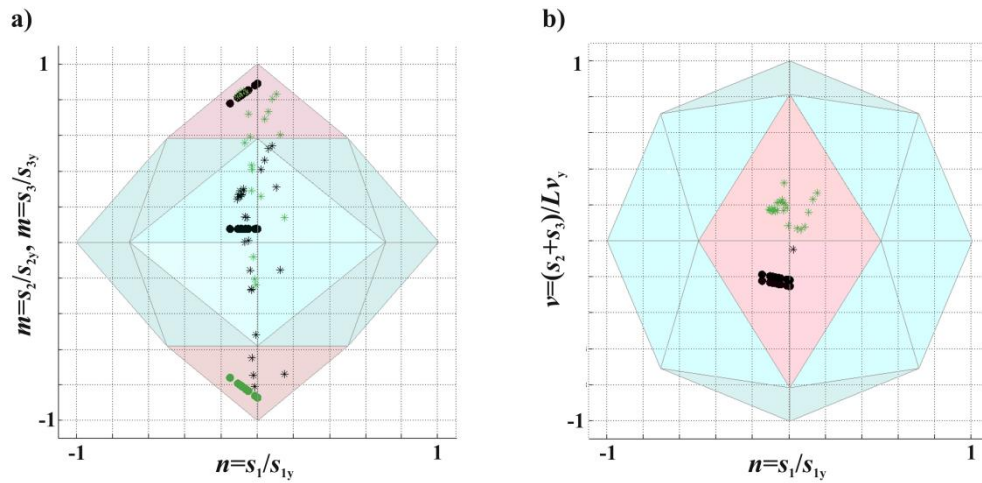 a)
1
-1
-1
1
m=s₂/s₂y, m=s₃/s₃y
n=s₁/s₁y
b)
1
-1
-1
1
v=(s₂+s₃)/Lvy
n=s₁/s₁y